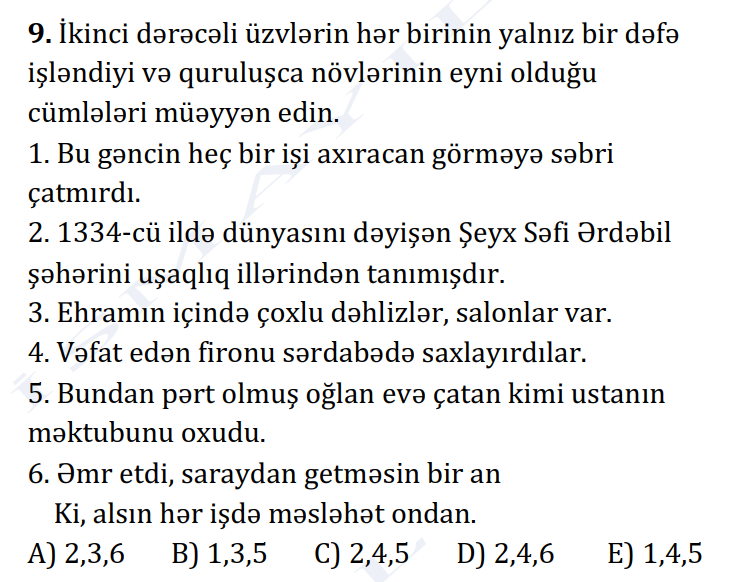 9. İkinci dərəcəli üzvlərin hər birinin yalnız bir dəfə
işləndiyi və quruluşca növlərinin eyni olduğu
cümlələri müəyyən edin.
1. Bu gəncin heç bir işi axıracan görməyə səbri
çatmırdı.
2. 1334-cü ildə dünyasını dəyişən Şeyx Səfi Ərdəbil
şəhərini uşaqlıq illərindən tanımışdır.
3. Ehramın içində çoxlu dəhlizlər, salonlar var.
4. Vəfat edən fironu sərdabədə saxlayırdılar.
5. Bundan pərt olmuş oğlan evə çatan kimi ustanın
məktubunu oxudu.
6. Əmr etdi, saraydan getməsin bir an
Ki, alsın hər işdə məsləhət ondan.
A) 2,3,6 B) 1,3,5 C) 2,4,5 D) 2,4,6 E) 1,4,5